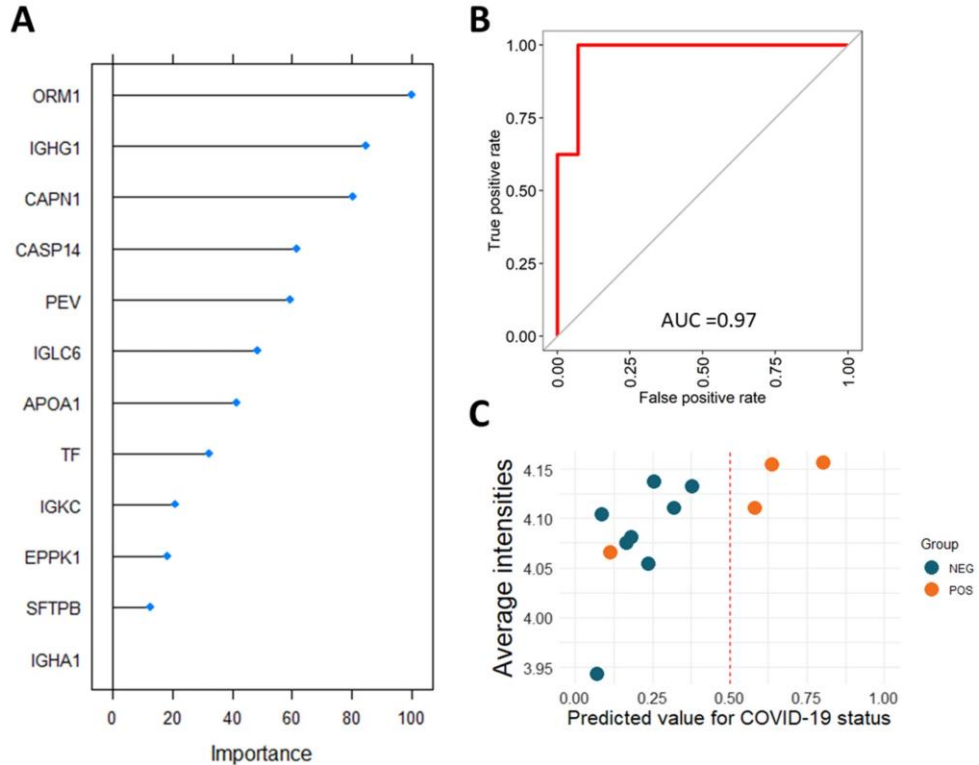 A
ORM1
IGHG1
CAPN1
CASP14
PEV
IGLC6
APOA1
TF
IGKC
EPPK1
SFTPB
IGHA1
0 20 40 60 80 100
Importance
B
True positive rate
1.00
0.75
0.50
0.25
0.00
AUC =0.97
0.00 0.25 0.50 0.75 1.00
False positive rate
C
Average intensities
4.15
4.10
4.05
4.00
3.95
0.00 0.25 0.50 0.75 1.00
Predicted value for COVID-19 status
Group
NEG
POS